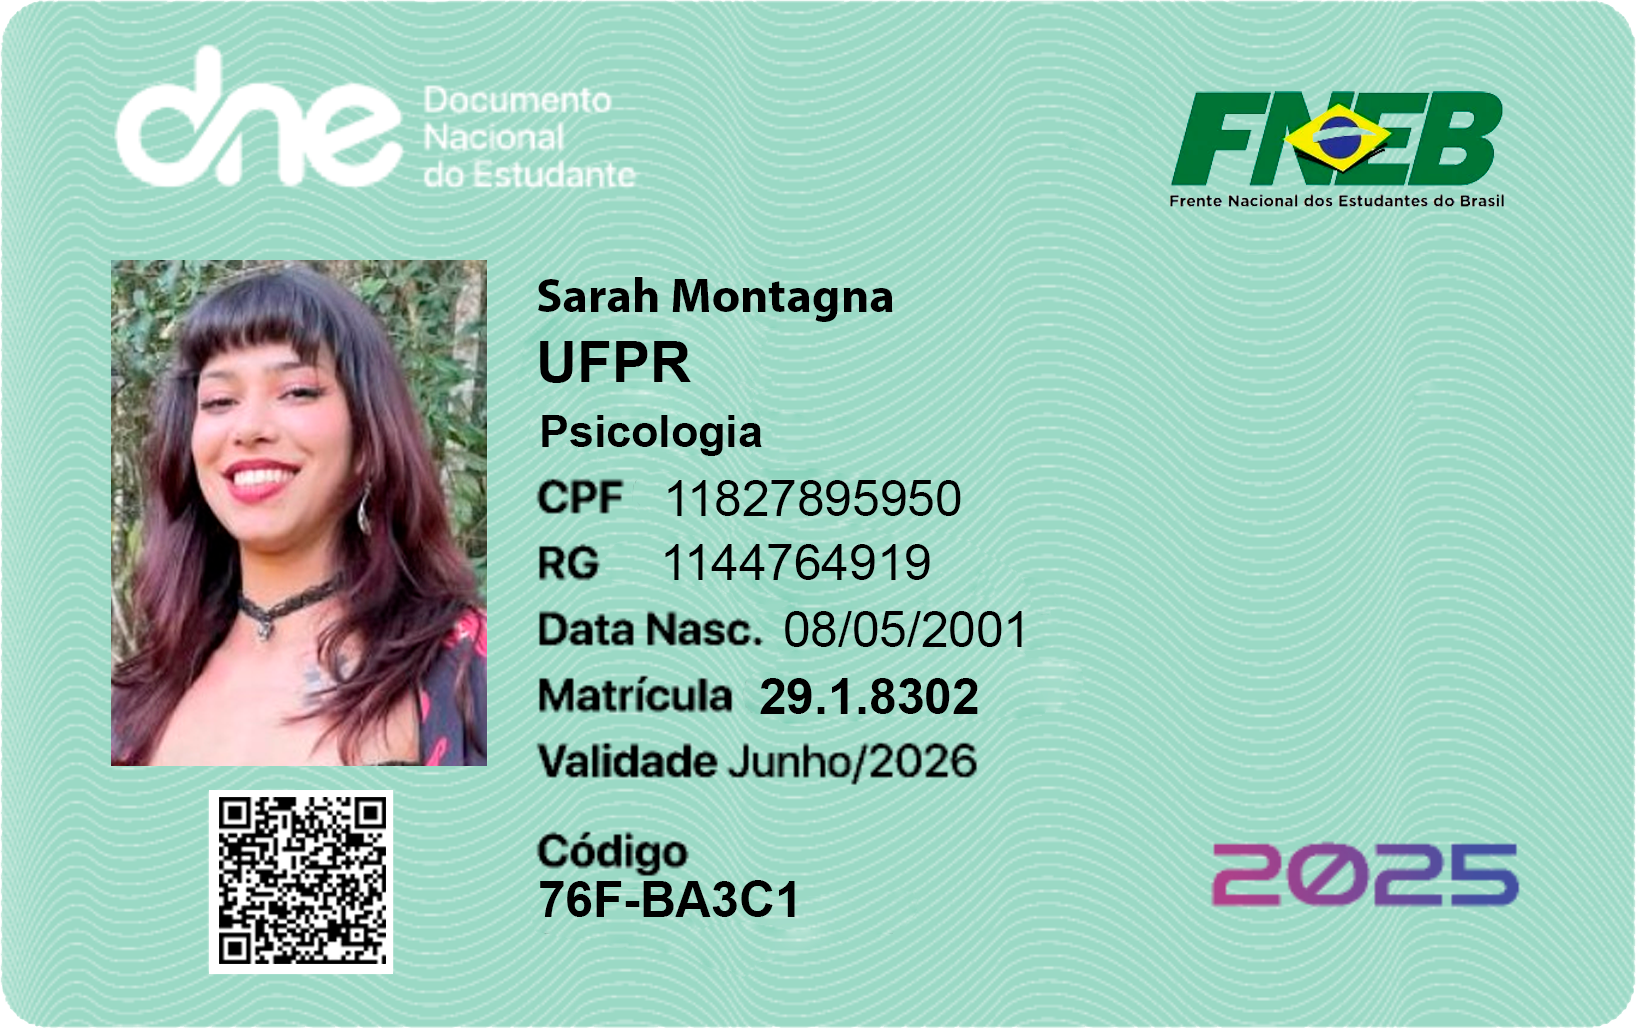 dne
Documento
Nacional
do Estudante
FNEB
Frente Nacional dos Estudantes do Brasil
Sarah Montagna
UFPR
Psicologia
CPF 11827895950
RG 1144764919
Data Nasc. 08/05/2001
Matrícula 29.1.8302
Validade Junho/2026
Código
76F-BA3C1
2025